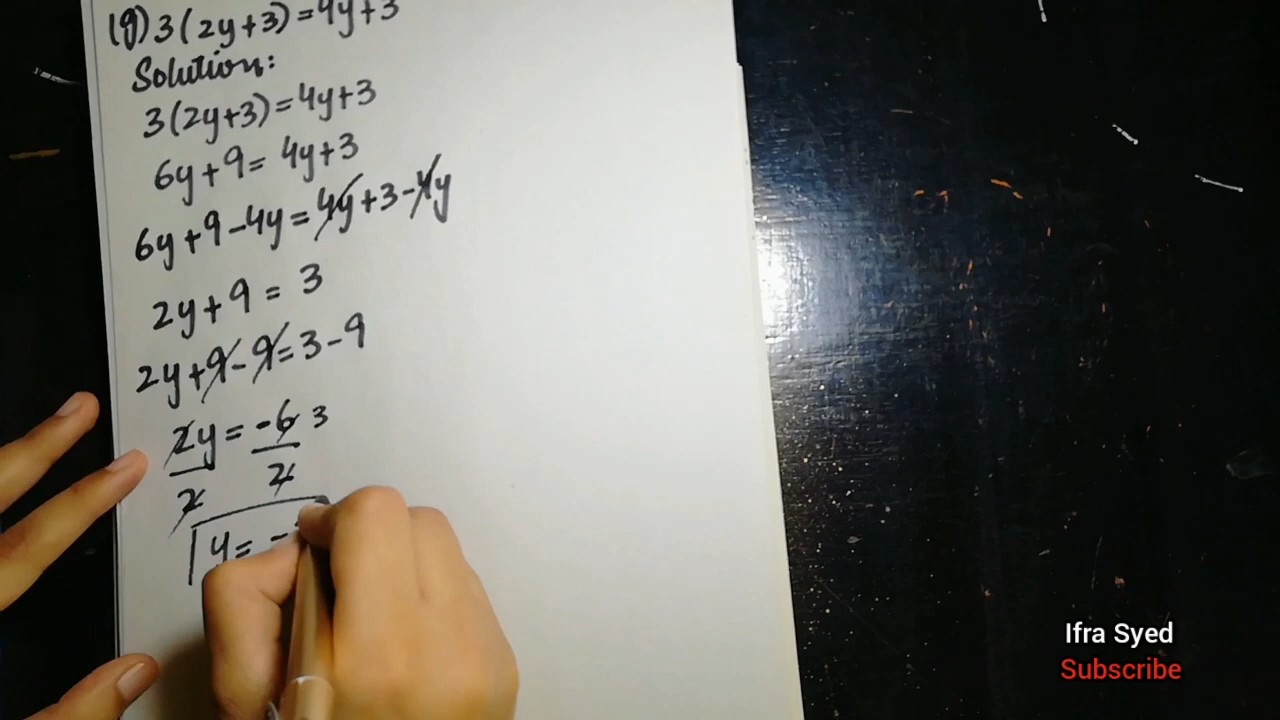 (g) 3(2y+3)=4y+3
Solution:
3(2y+3)=4y+3
6y+9= 4y+3
6y+9-4y=4y+3-4y
2y+9 = 3
2y+9-9=3-9
2y = -6 3
2 2
y = -
Ifra Syed
Subscribe